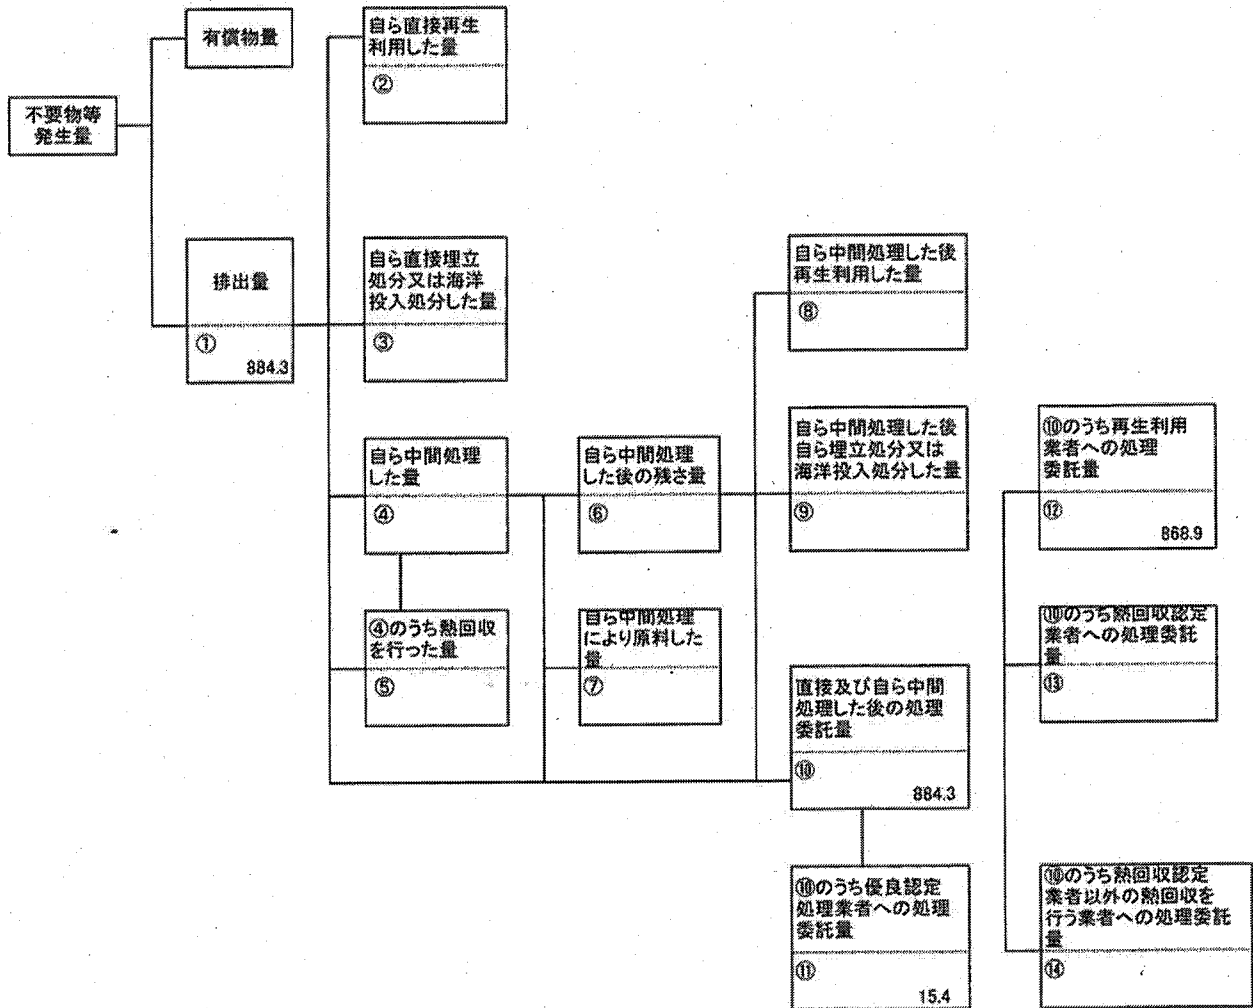 不要物等
発生量
有償物量
排出量
①
884.3
自ら直接再生
利用した量
②
自ら直接埋立
処分又は海洋
投入処分した量
③
自ら中間処理
した量
④
④のうち熱回収
を行った量
⑤
自ら中間処理
した後の残さ量
⑥
自ら中間処理
により原料した
量
⑦
自ら中間処理した後
再生利用した量
⑧
自ら中間処理した後
自ら埋立処分又は
海洋投入処分した量
⑨
直接及び自ら中間
処理した後の処理
委託量
⑩
884.3
⑩のうち優良認定
処理業者への処理
委託量
⑪
15.4
⑩のうち再生利用
業者への処理
委託量
⑫
868.9
⑩のうち熱回収認定
業者への処理委託
量
⑬
⑩のうち熱回収認定
業者以外の熱回収を
行う業者への処理委託
量
⑭